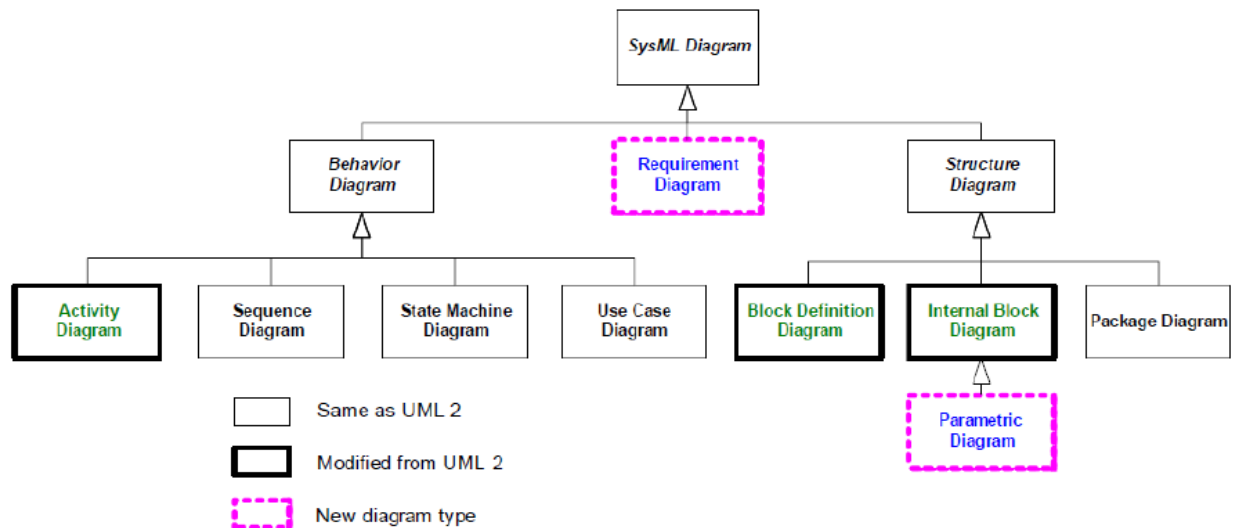 SysML Diagram
Behavior
Diagram
Requirement
Diagram
Structure
Diagram
Activity
Diagram
Sequence
Diagram
State Machine
Diagram
Use Case
Diagram
Block Definition
Diagram
Internal Block
Diagram
Package Diagram
Parametric
Diagram
Same as UML 2
Modified from UML 2
New diagram type